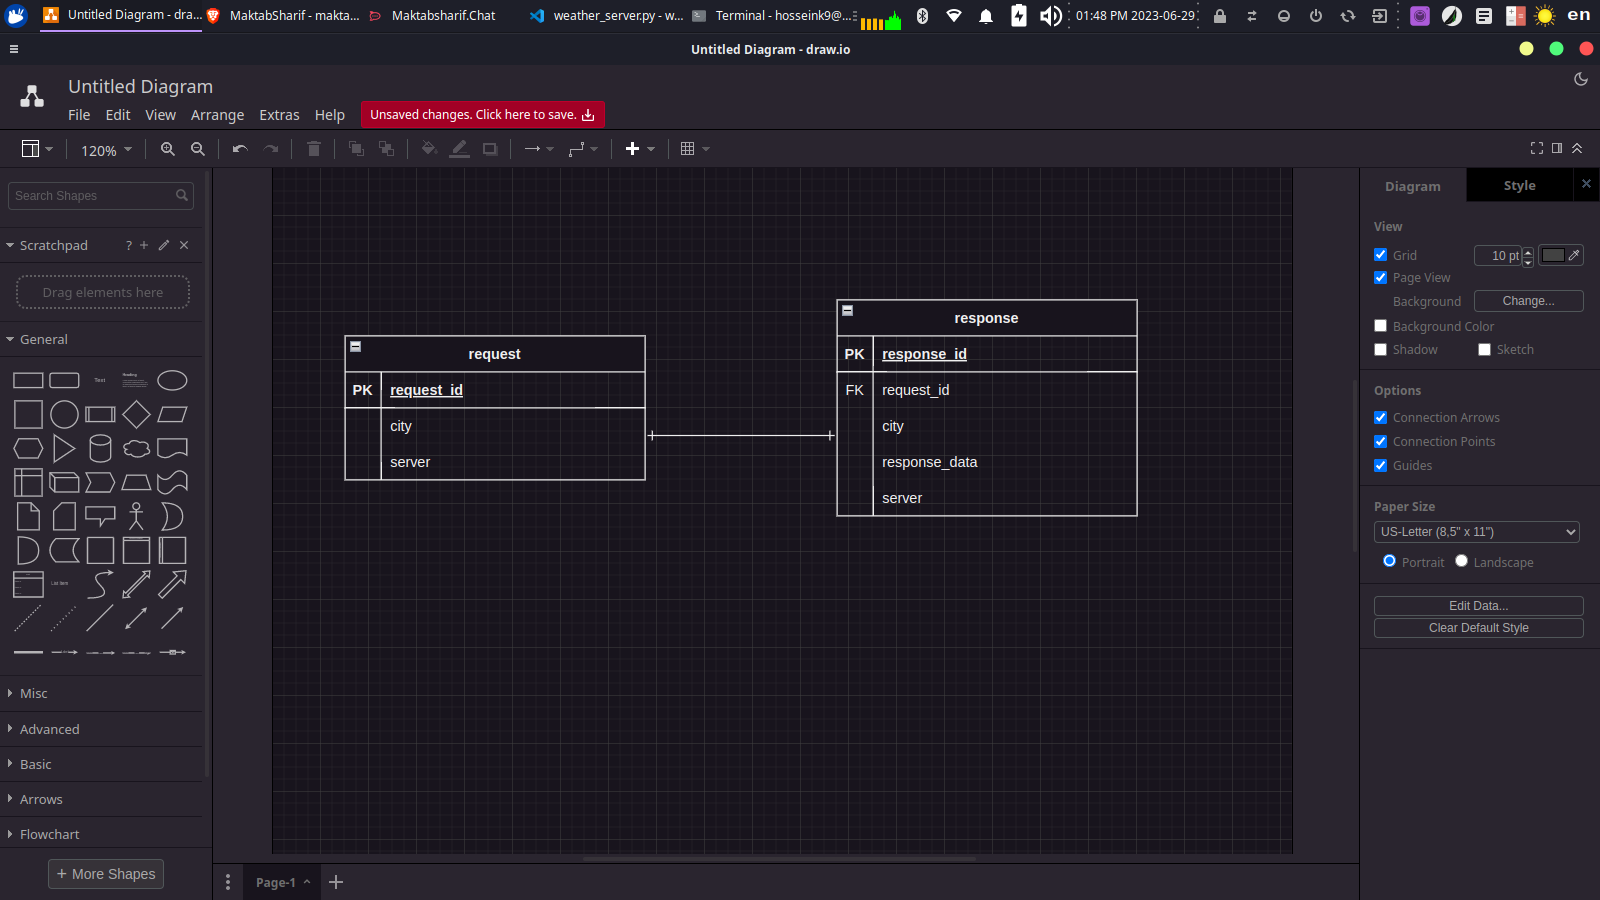 Untitled Diagram - dra...
MaktabSharif - makta...
Maktabsharif.Chat
weather_server.py - w...
Terminal - hosseink9@...
01:48 PM 2023-06-29
en
Untitled Diagram - draw.io
Untitled Diagram
File Edit View Arrange Extras Help
Unsaved changes. Click here to save.
120%
Search Shapes
Scratchpad
?
Drag elements here
General
Text
Heading
List Item
Misc
Advanced
Basic
Arrows
Flowchart
+ More Shapes
request
PK request_id
city
server
response
PK response_id
FK request_id
city
response_data
server
Page-1
Diagram
Style
View
Grid 10 pt
Page View
Background Change...
Background Color
Shadow Sketch
Options
Connection Arrows
Connection Points
Guides
Paper Size
US-Letter (8,5" x 11")
Portrait Landscape
Edit Data...
Clear Default Style